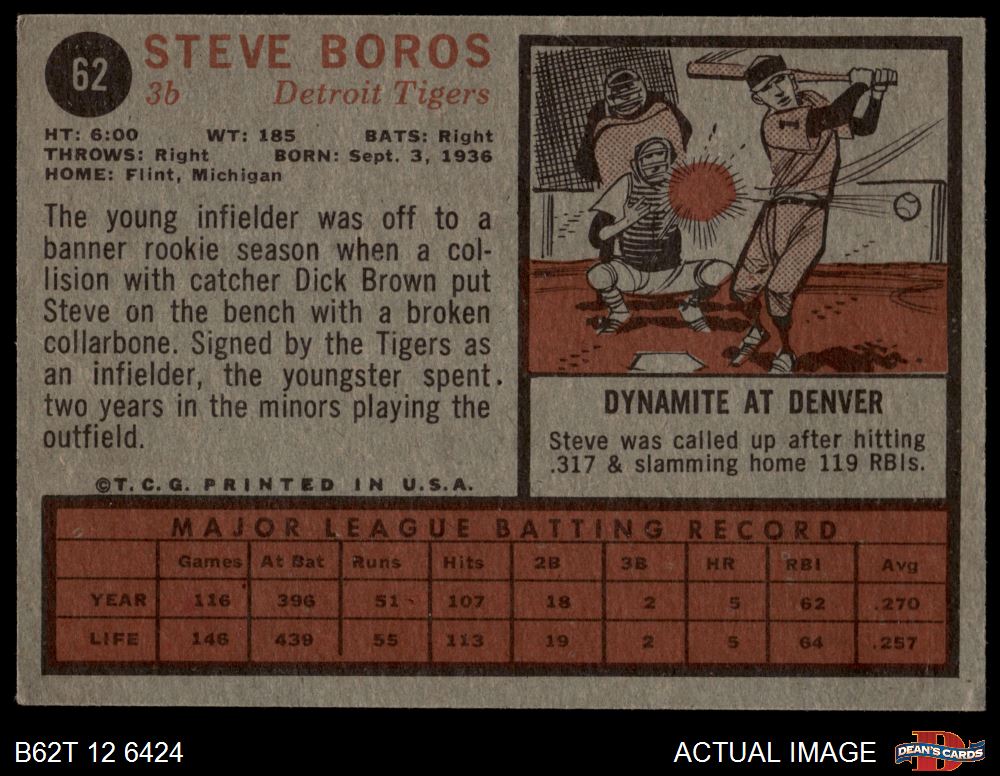 62
STEVE BOROS
3b Detroit Tigers
HT: 6:00 WT: 185 BATS: Right
THROWS: Right BORN: Sept. 3, 1936
HOME: Flint, Michigan
The young infielder was off to a
banner rookie season when a col-
lision with catcher Dick Brown put
Steve on the bench with a broken
collarbone. Signed by the Tigers as
an infielder, the youngster spent
two years in the minors playing the
outfield.
©T. C. G. PRINTED IN U.S.A.
1
DYNAMITE AT DENVER
Steve was called up after hitting
.317 & slamming home 119 RBIs.
MAJOR LEAGUE BATTING RECORD
Games At Bat Runs Hits 2B 3B HR RBI Avg
YEAR 116 396 51 107 18 2 5 62 .270
LIFE 146 439 55 113 19 2 5 64 .257
B62T 12 6424
ACTUAL IMAGE
D
DEAN'S CARDS